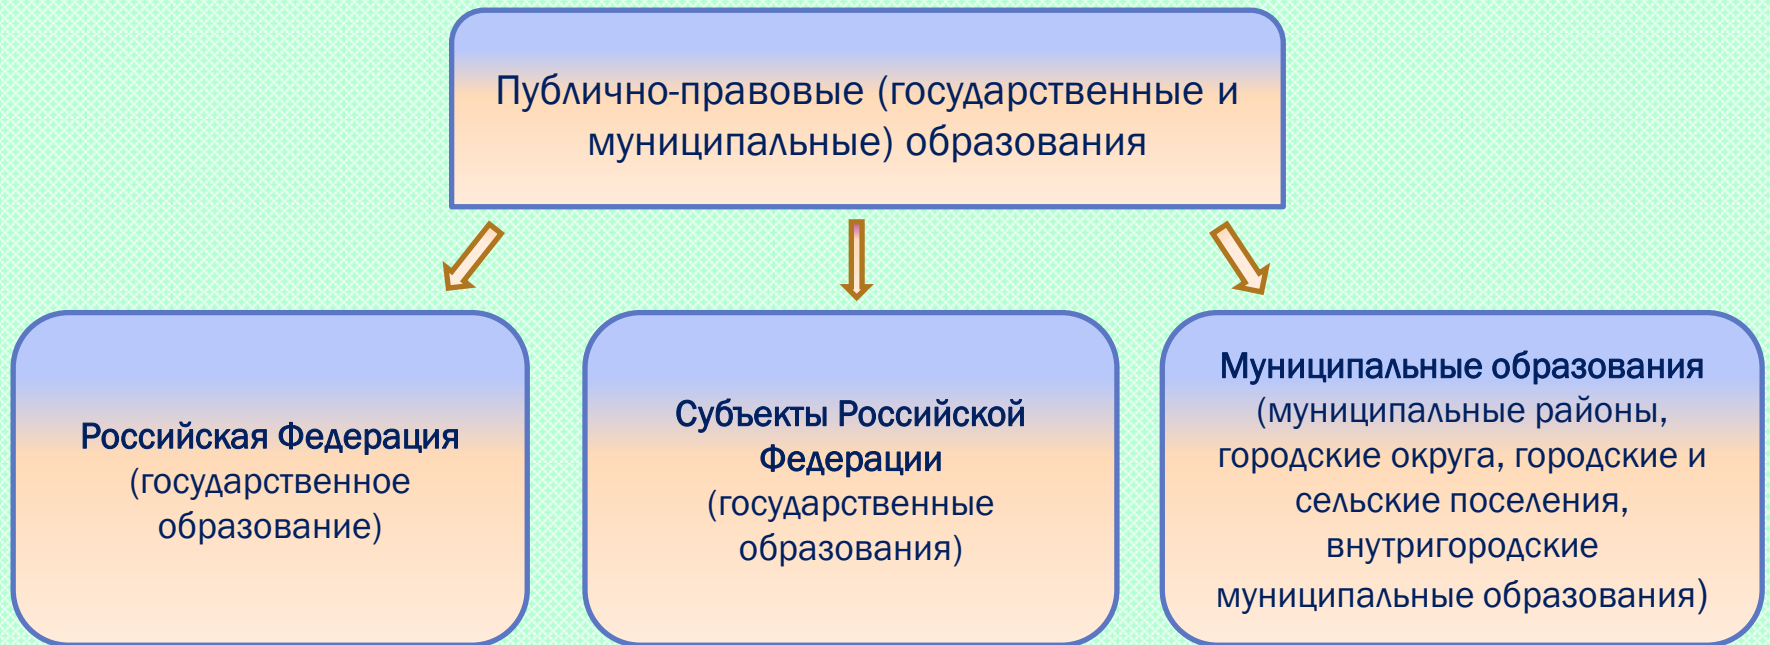 Публично-правовые (государственные и
муниципальные) образования
Российская Федерация
(государственное
образование)
Субъекты Российской
Федерации
(государственные
образования)
Муниципальные образования
(муниципальные районы,
городские округа, городские и
сельские поселения,
внутригородские
муниципальные образования)